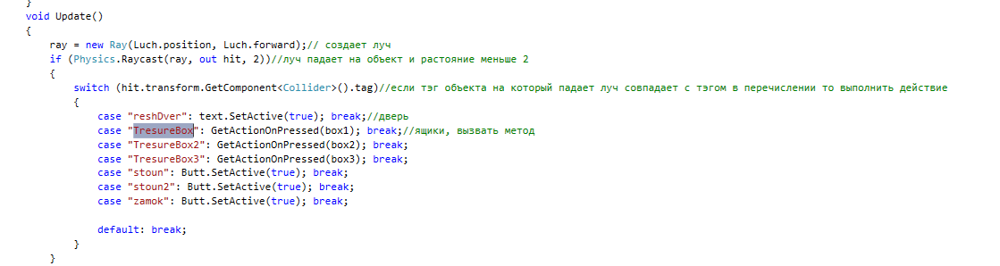 }
void Update()
{
ray = new Ray(Luch.position, Luch.forward);// создает луч
if (Physics.Raycast(ray, out hit, 2))//луч падает на объект и растояние меньше 2
{
switch (hit.transform.GetComponent<Collider>().tag)//если тэг объекта на который падает луч совпадает с тэгом в перечислении то выполнить действие
{
case "reshDver": text.SetActive(true); break;//дверь
case "TresureBox": GetActionOnPressed(box1); break;//ящики, вызвать метод
case "TresureBox2": GetActionOnPressed(box2); break;
case "TresureBox3": GetActionOnPressed(box3); break;
case "stoun": Butt.SetActive(true); break;
case "stoun2": Butt.SetActive(true); break;
case "zamok": Butt.SetActive(true); break;
default: break;
}
}